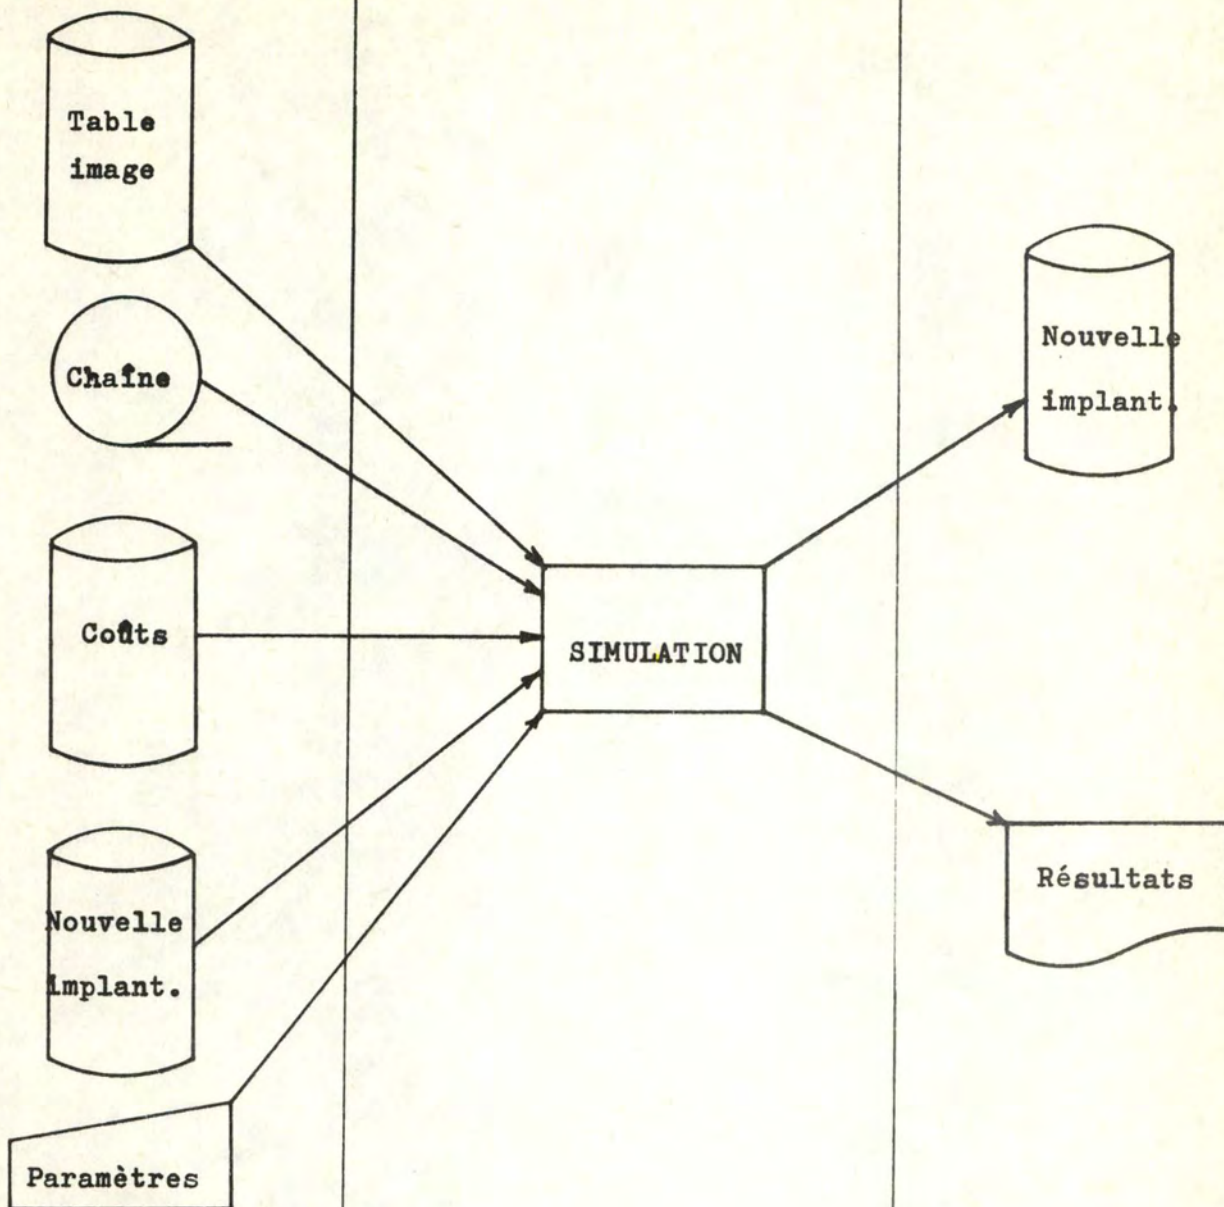 Table
image
Chaîne
Coûts
Nouvelle
implant.
Paramètres
SIMULATION
Nouvelle
implant.
Résultats